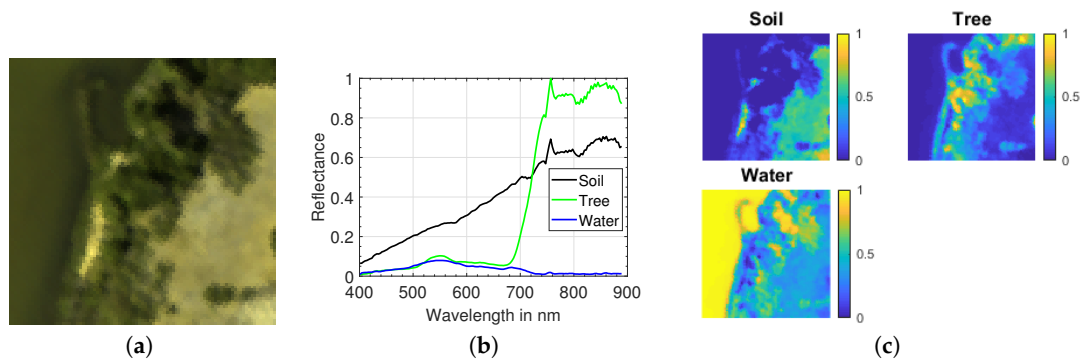 Soil
Tree
1
0.5
0
1
0.5
0
Water
1
0.5
0
Reflectance
1
0.8
0.6
0.4
0.2
0
Soil
Tree
Water
400 500 600 700 800 900
Wavelength in nm
(a)
(b)
(c)